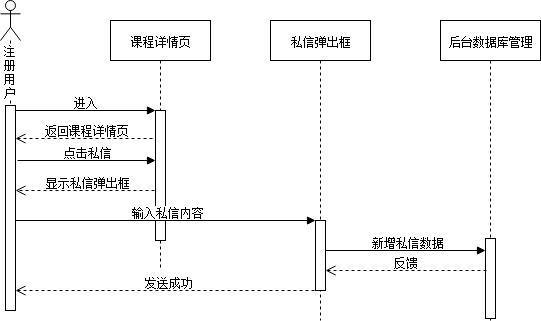 注册用户
课程详情页
私信弹出框
后台数据库管理
进入
返回课程详情页
点击私信
显示私信弹出框
输入私信内容
新增私信数据
反馈
发送成功